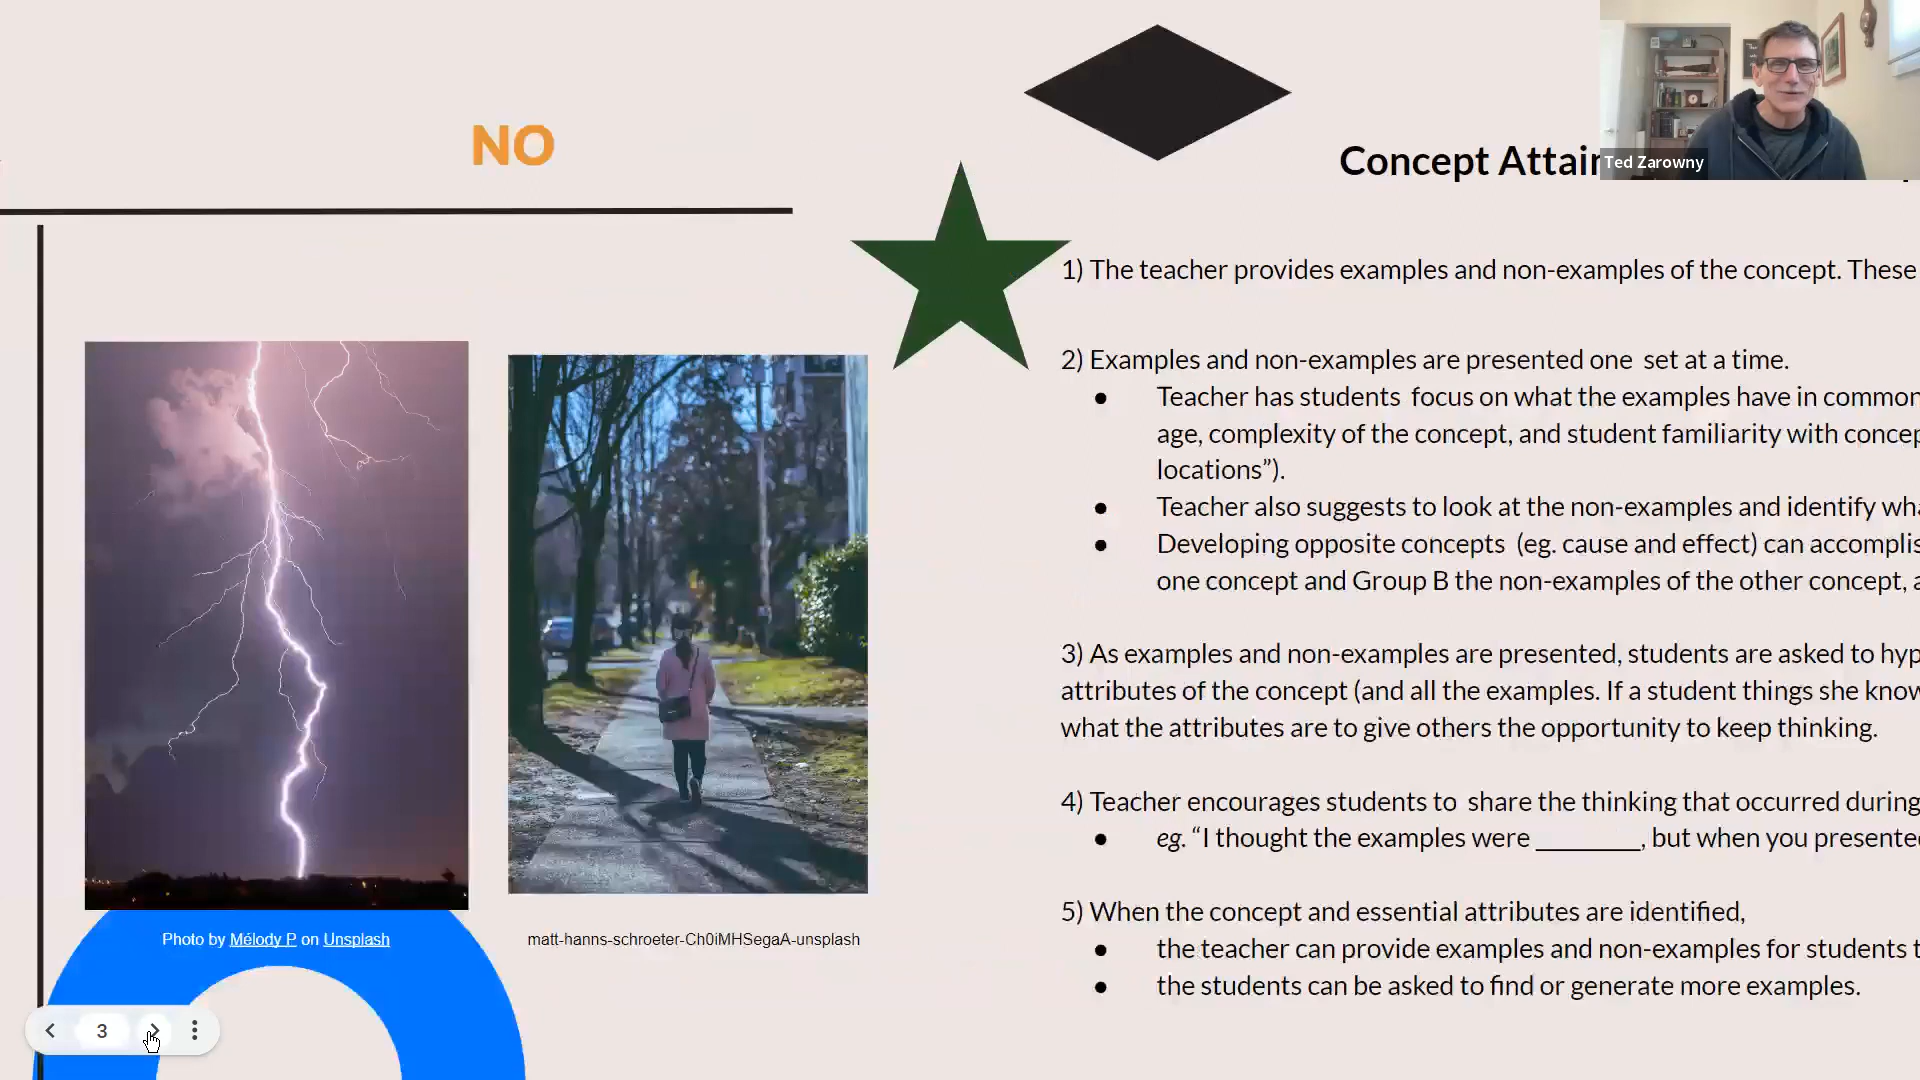 NO
Concept Attain
Ted Zarowny
1) The teacher provides examples and non-examples of the concept. These
2) Examples and non-examples are presented one set at a time.
● Teacher has students focus on what the examples have in common
age, complexity of the concept, and student familiarity with concep
locations”).
● Teacher also suggests to look at the non-examples and identify wha
● Developing opposite concepts (eg. cause and effect) can accomplis
one concept and Group B the non-examples of the other concept, a
3) As examples and non-examples are presented, students are asked to hyp
attributes of the concept (and all the examples. If a student things she know
what the attributes are to give others the opportunity to keep thinking.
4) Teacher encourages students to share the thinking that occurred during
● eg. “I thought the examples were ________, but when you presented
5) When the concept and essential attributes are identified,
● the teacher can provide examples and non-examples for students t
● the students can be asked to find or generate more examples.
Photo by Mélody P on Unsplash
matt-hanns-schroeter-Ch0iMHSegaA-unsplash
3